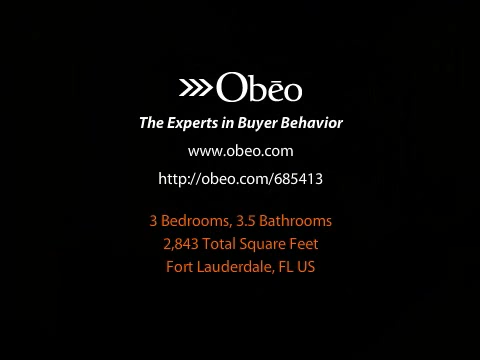 Obēo
The Experts in Buyer Behavior
www.obeo.com
http://obeo.com/685413
3 Bedrooms, 3.5 Bathrooms
2,843 Total Square Feet
Fort Lauderdale, FL US